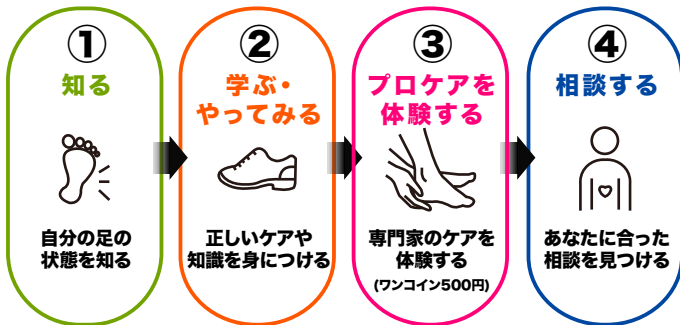 ①
知る
自分の足の
状態を知る
②
学ぶ・
やってみる
正しいケアや
知識を身につける
③
プロケアを
体験する
専門家のケアを
体験する
(ワンコイン500円)
④
相談する
あなたに合った
相談を見つける